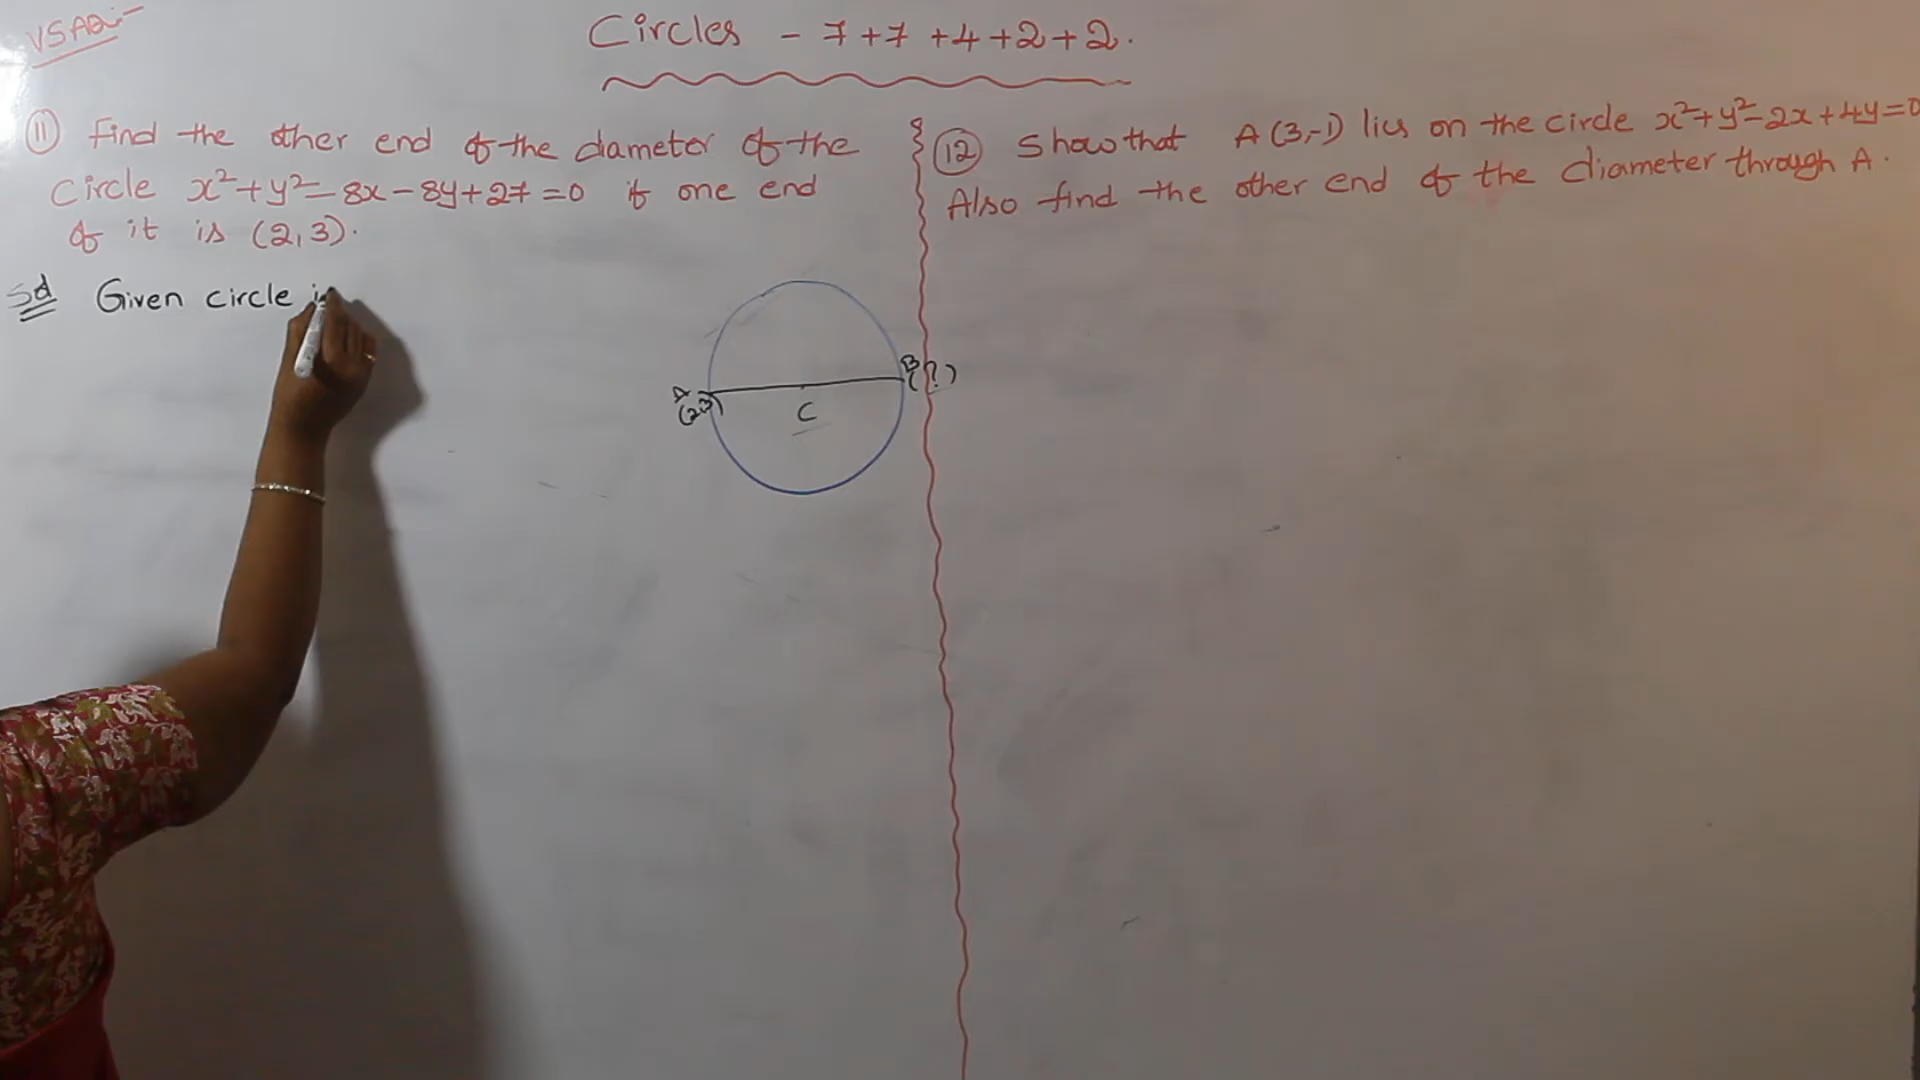 VSAQ:-
Circles - 7+7+4+2+2.
⑪ Find the other end of the diameter of the
Circle x²+y²-8x-8y+27=0 if one end
of it is (2,3).
Sol Given circle is
A
(2,3)
C
B
(?)
⑫ Show that A(3,-1) lies on the circle x²+y²-2x+4y=0
Also find the other end of the diameter through A.